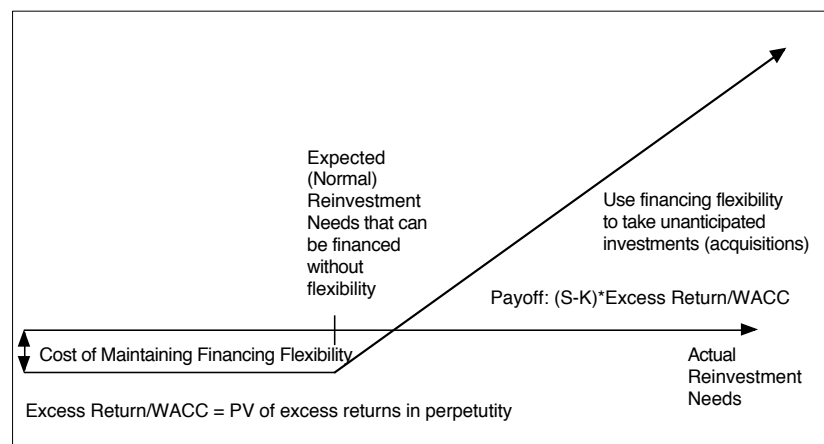 Expected
(Normal)
Reinvestment
Needs that can
be financed
without
flexibility
Use financing flexibility
to take unanticipated
investments (acquisitions)
Payoff: (S-K)*Excess Return/WACC
Cost of Maintaining Financing Flexibility
Actual
Reinvestment
Needs
Excess Return/WACC = PV of excess returns in perpetutity